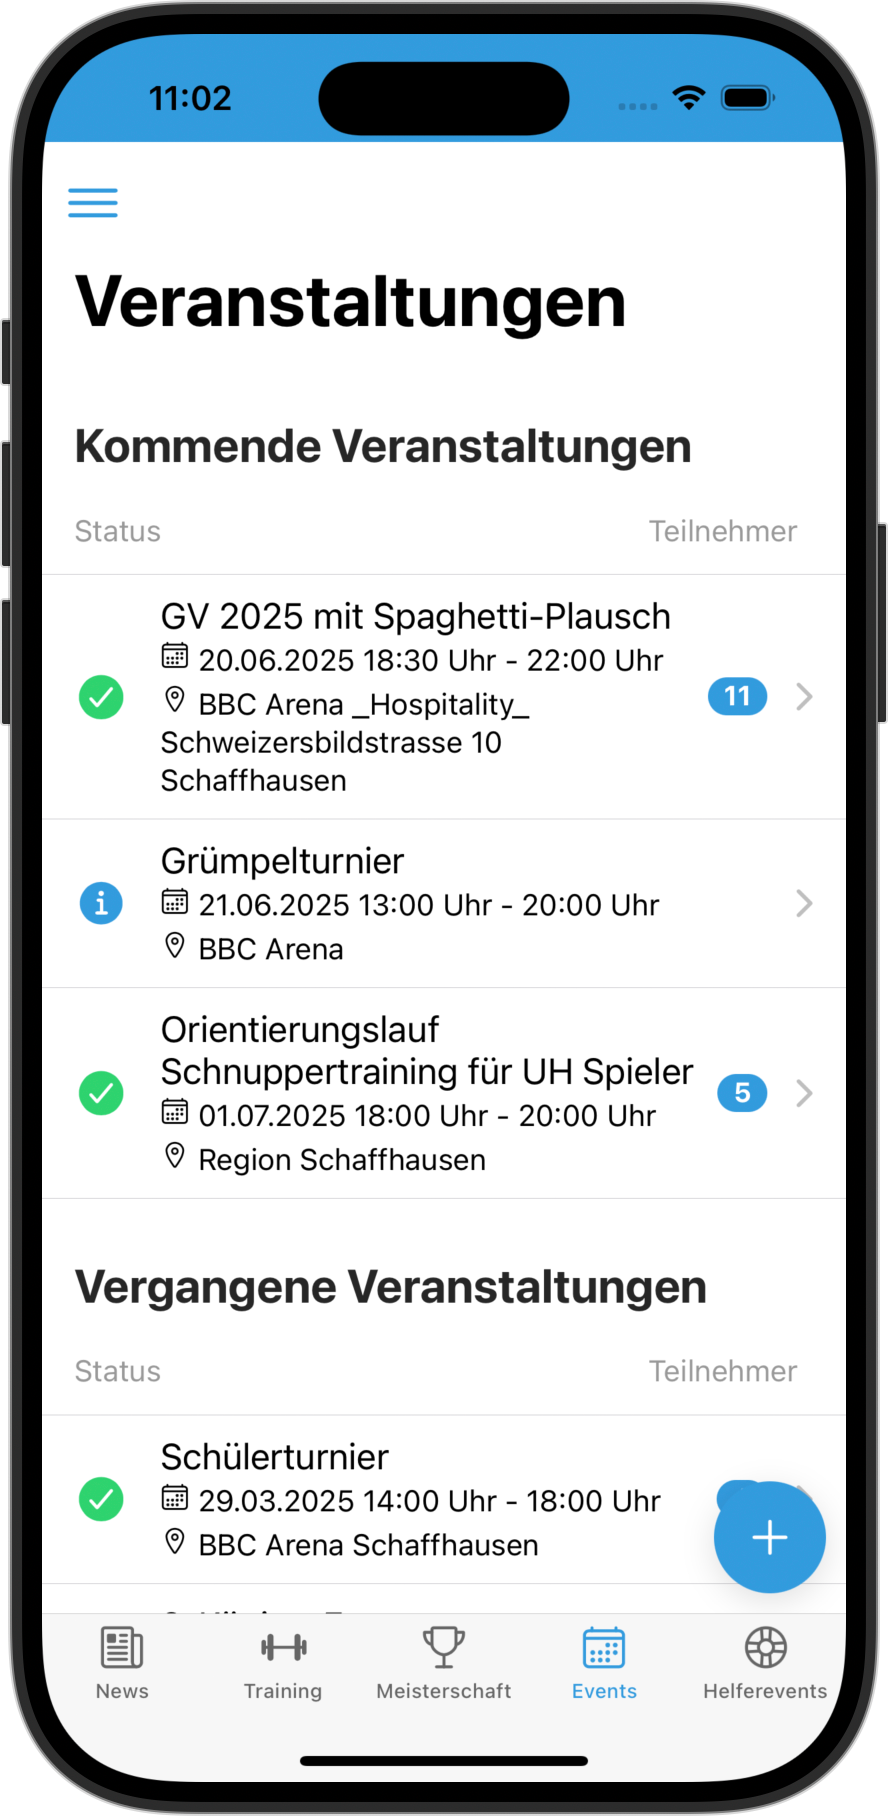 11:02
Veranstaltungen
Kommende Veranstaltungen
Status Teilnehmer
GV 2025 mit Spaghetti-Plausch
20.06.2025 18:30 Uhr - 22:00 Uhr
BBC Arena _Hospitality_
Schweizersbildstrasse 10
Schaffhausen
11
Grümpelturnier
21.06.2025 13:00 Uhr - 20:00 Uhr
BBC Arena
Orientierungslauf
Schnuppertraining für UH Spieler
01.07.2025 18:00 Uhr - 20:00 Uhr
Region Schaffhausen
5
Vergangene Veranstaltungen
Status Teilnehmer
Schülerturnier
29.03.2025 14:00 Uhr - 18:00 Uhr
BBC Arena Schaffhausen
News Training Meisterschaft Events Helferevents